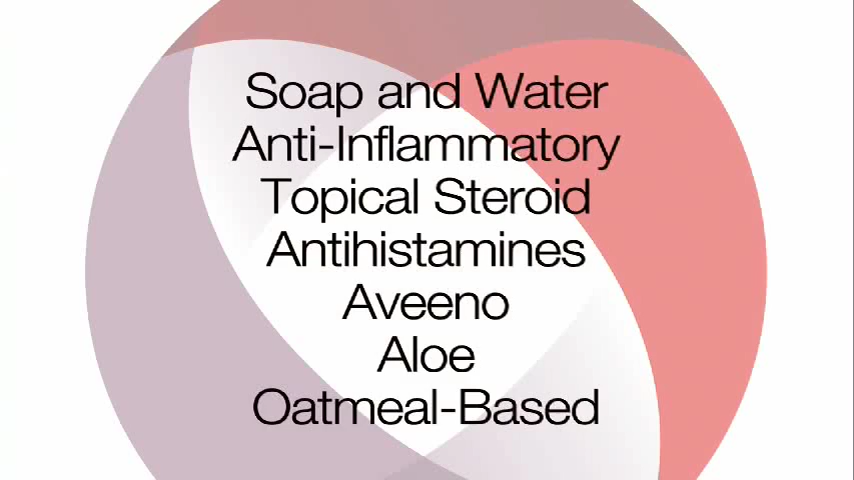 Soap and Water
Anti-Inflammatory
Topical Steroid
Antihistamines
Aveeno
Aloe
Oatmeal-Based